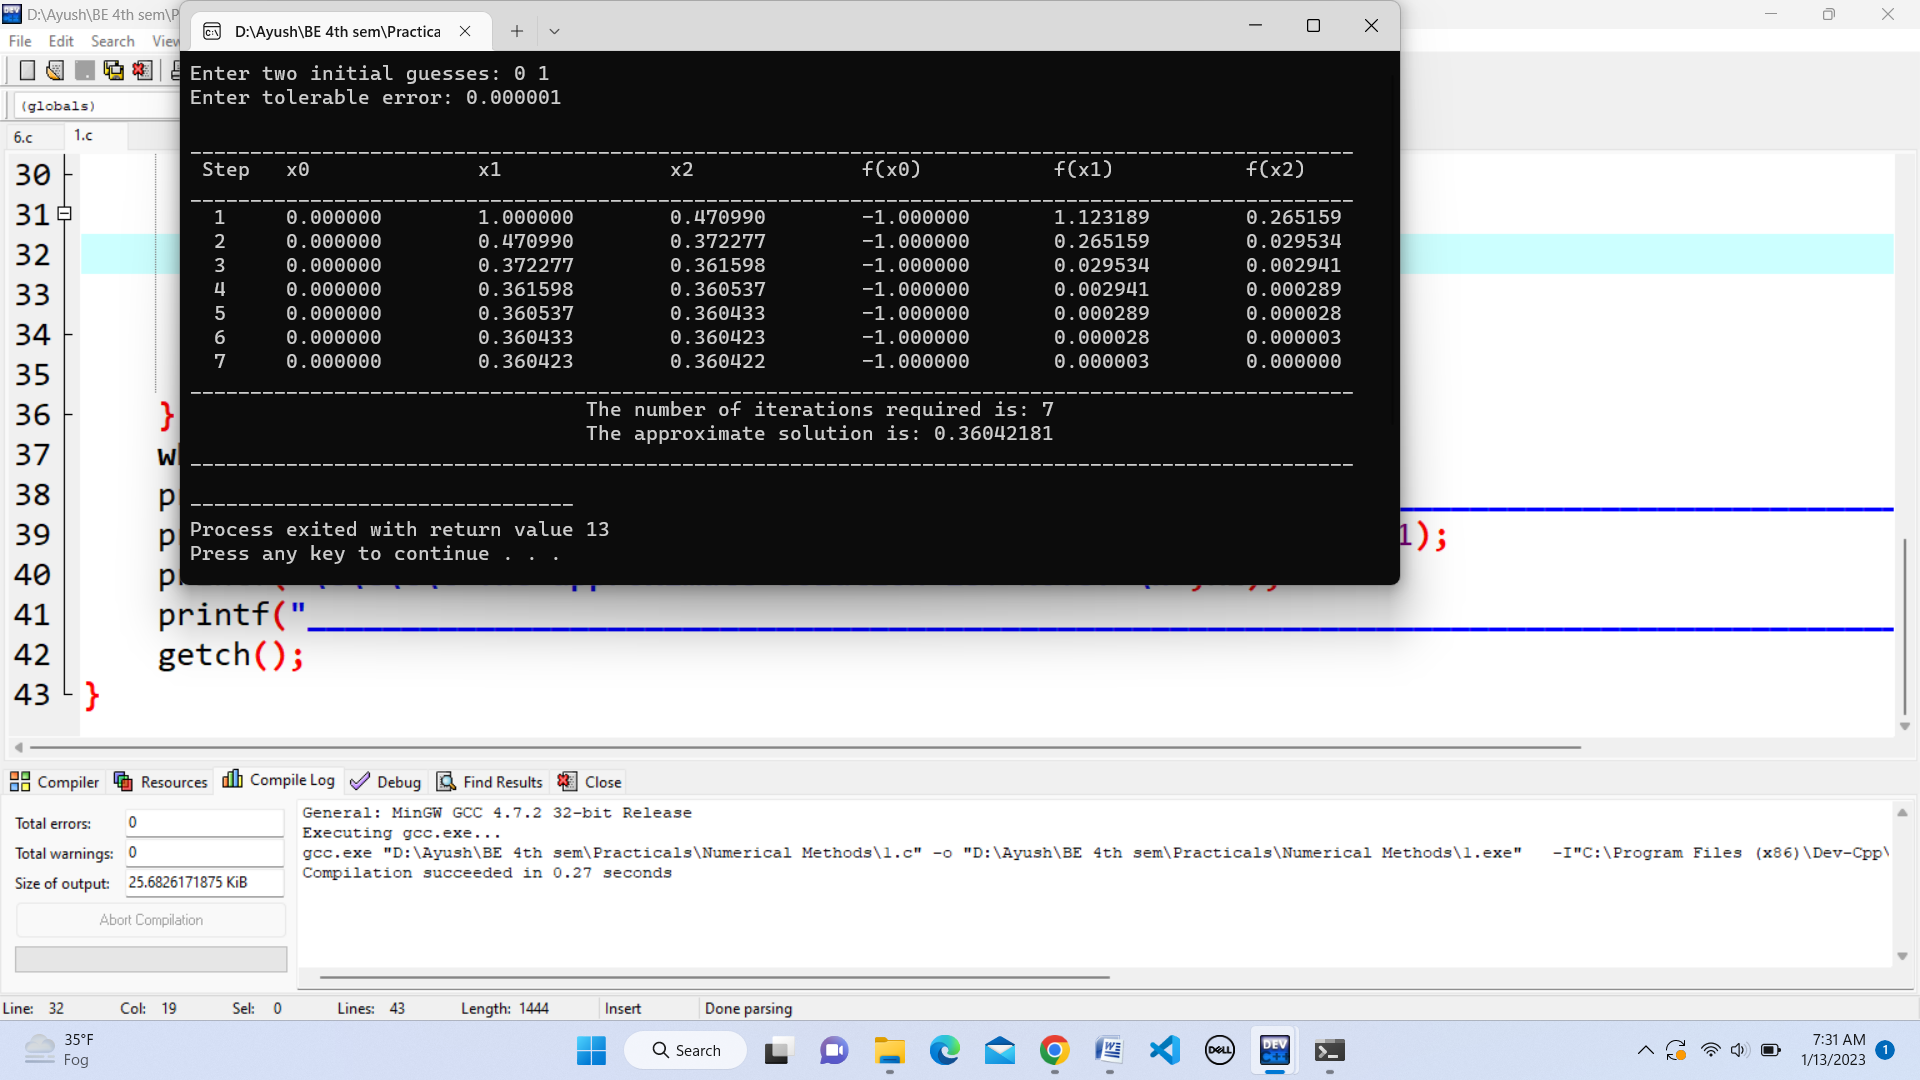 D:\Ayush\BE 4th sem\P
D:\Ayush\BE 4th sem\Practica
File Edit Search View
(globals)
6.c 1.c
Enter two initial guesses: 0 1
Enter tolerable error: 0.000001
Step x0 x1 x2 f(x0) f(x1) f(x2)
1 0.000000 1.000000 0.470990 -1.000000 1.123189 0.265159
2 0.000000 0.470990 0.372277 -1.000000 0.265159 0.029534
3 0.000000 0.372277 0.361598 -1.000000 0.029534 0.002941
4 0.000000 0.361598 0.360537 -1.000000 0.002941 0.000289
5 0.000000 0.360537 0.360433 -1.000000 0.000289 0.000028
6 0.000000 0.360433 0.360423 -1.000000 0.000028 0.000003
7 0.000000 0.360423 0.360422 -1.000000 0.000003 0.000000
The number of iterations required is: 7
The approximate solution is: 0.36042181
Process exited with return value 13
Press any key to continue . . .
30
31
32
33
34
35
36 }
37 w
38 p
39 p 1);
40 p
41 printf("
42 getch();
43 }
Compiler Resources Compile Log Debug Find Results Close
Total errors: 0
Total warnings: 0
Size of output: 25.6826171875 KiB
Abort Compilation
General: MinGW GCC 4.7.2 32-bit Release
Executing gcc.exe...
gcc.exe "D:\Ayush\BE 4th sem\Practicals\Numerical Methods\1.c" -o "D:\Ayush\BE 4th sem\Practicals\Numerical Methods\1.exe" -I"C:\Program Files (x86)\Dev-Cpp\
Compilation succeeded in 0.27 seconds
Line: 32 Col: 19 Sel: 0 Lines: 43 Length: 1444 Insert Done parsing
35°F
Fog
Search
DELL
DEV
7:31 AM
1/13/2023
1